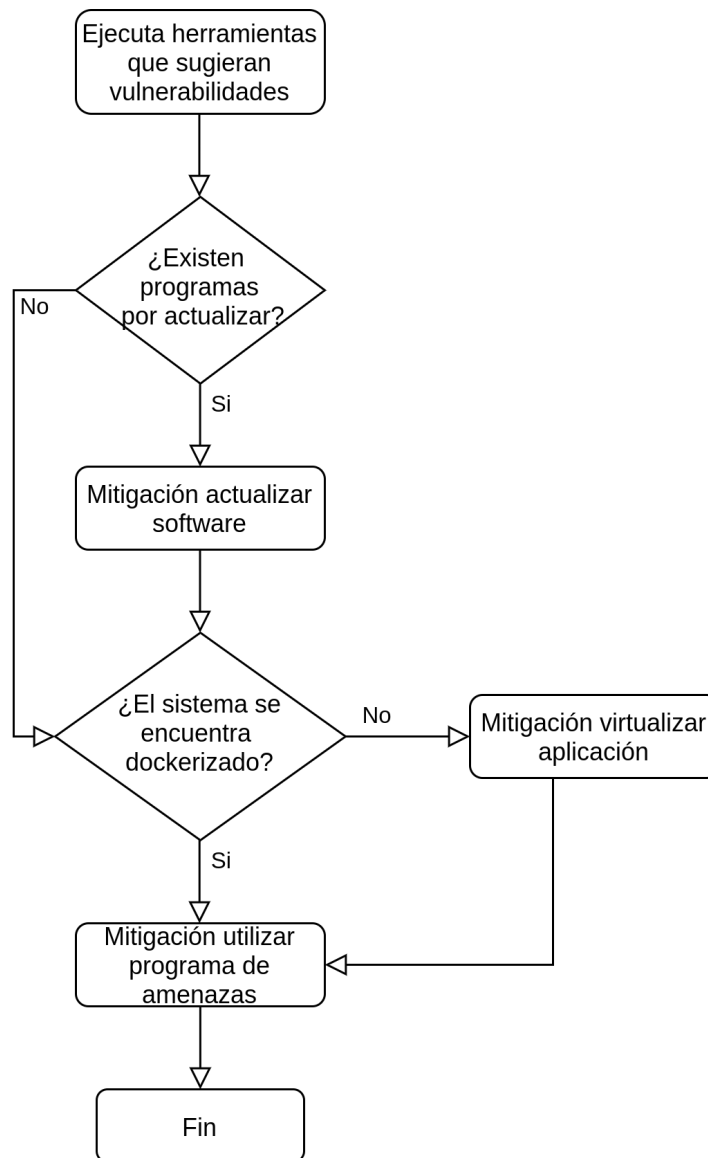 Ejecuta herramientas
que sugieran
vulnerabilidades
¿Existen
programas
por actualizar?
No
Si
Mitigación actualizar
software
¿El sistema se
encuentra
dockerizado?
No
Mitigación virtualizar
aplicación
Si
Mitigación utilizar
programa de
amenazas
Fin